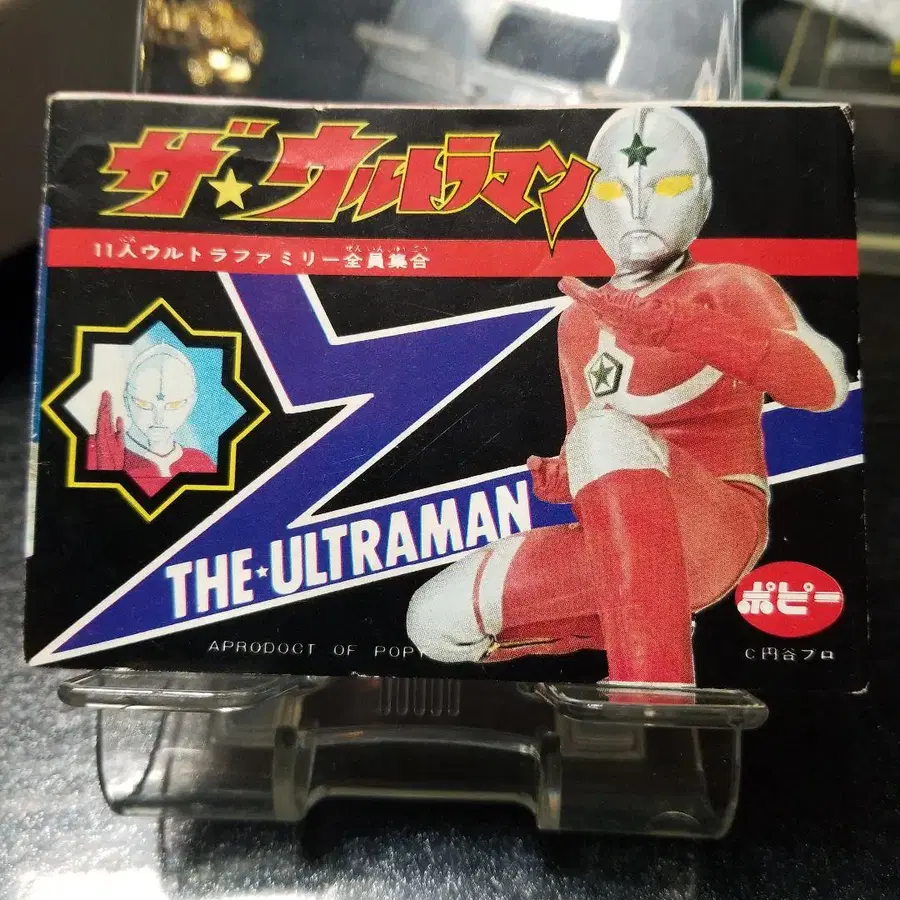 ザ★ウルトラマン
11人ウルトラファミリー全員集合
THE★ULTRAMAN
ポピー
APRODOCT OF POPY
C円谷プロ